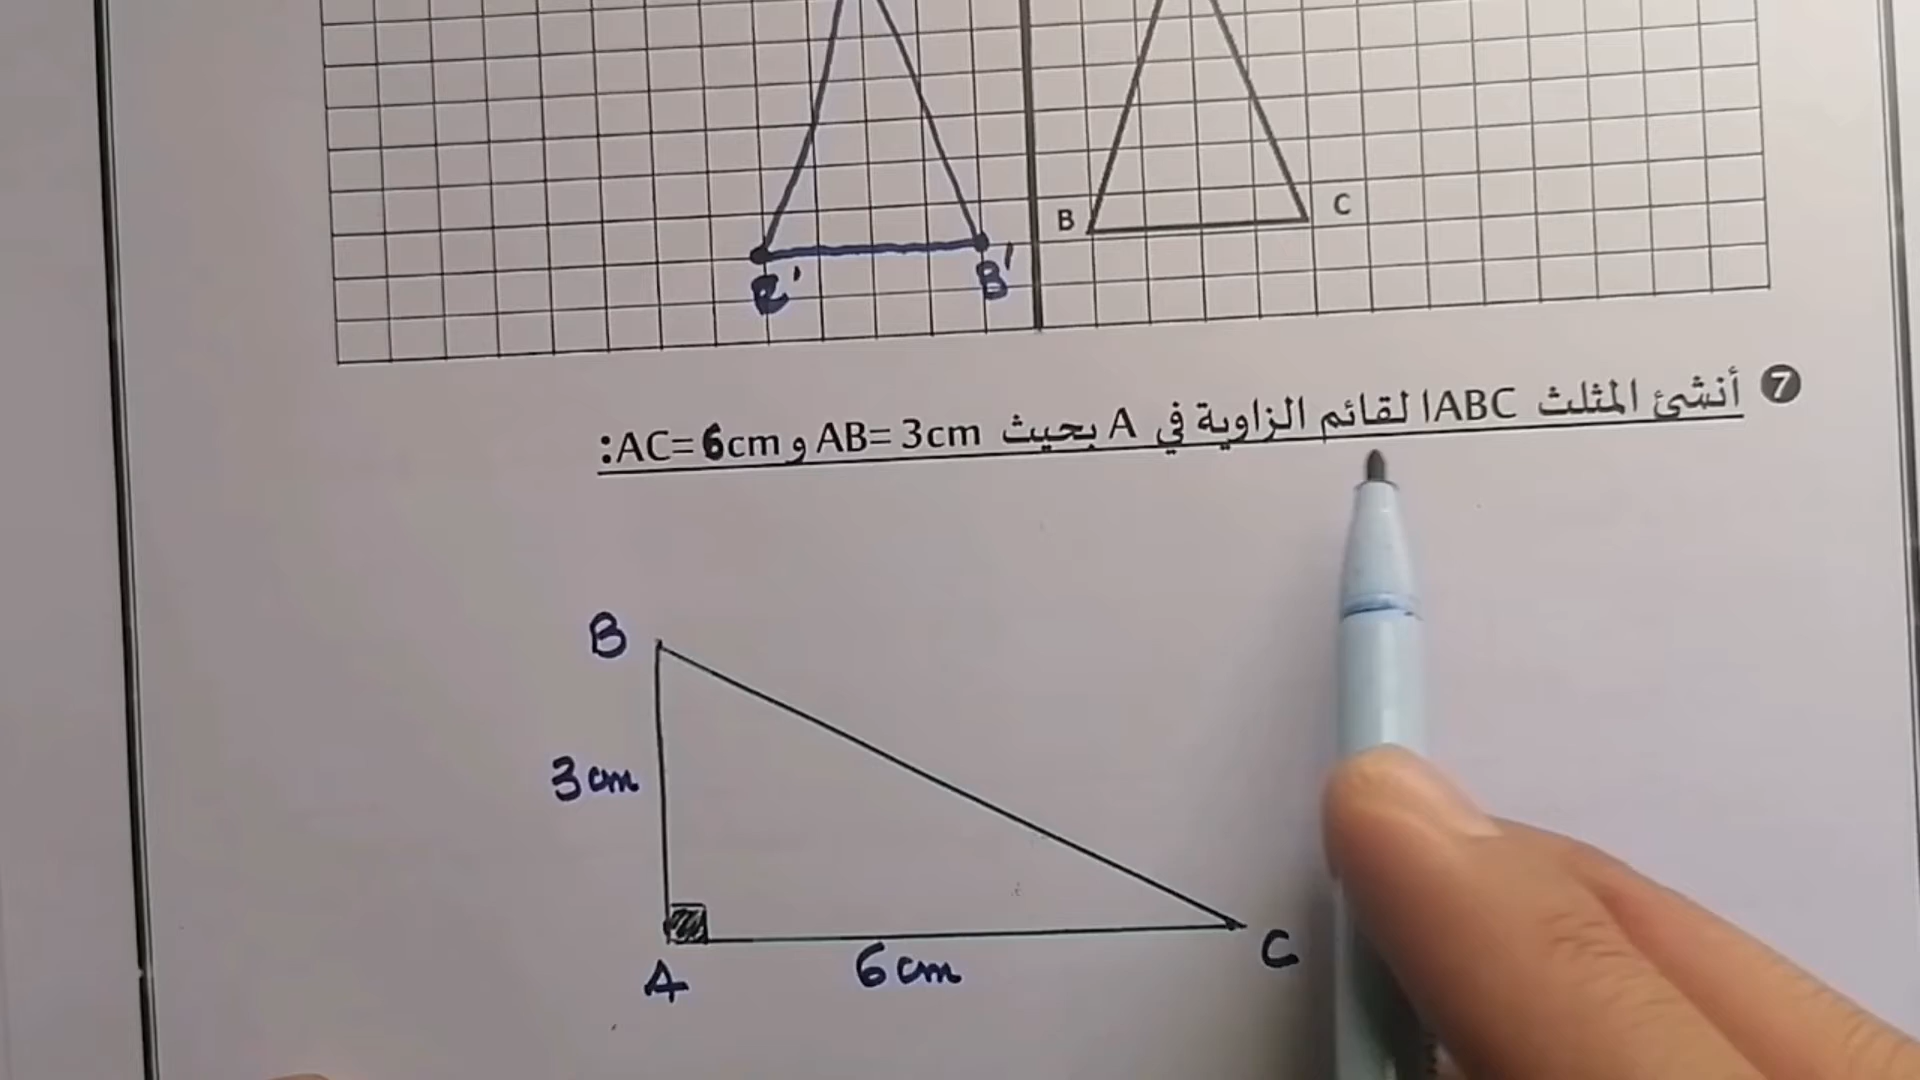 B
C
B'
7 أنشئ المثلث ABC القائم الزاوية في A بحيث AB= 3cm و AC= 6cm:
B
3cm
A
6cm
C